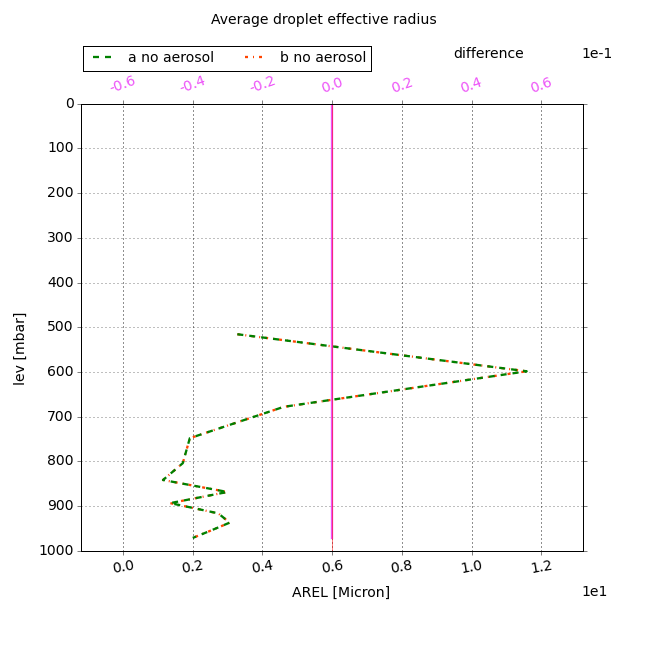 Average droplet effective radius
a no aerosol b no aerosol difference 1e-1
-0.6 -0.4 -0.2 0.0 0.2 0.4 0.6
0
100
200
300
400
500
600
700
800
900
1000
lev [mbar]
0.0 0.2 0.4 0.6 0.8 1.0 1.2
AREL [Micron] 1e1